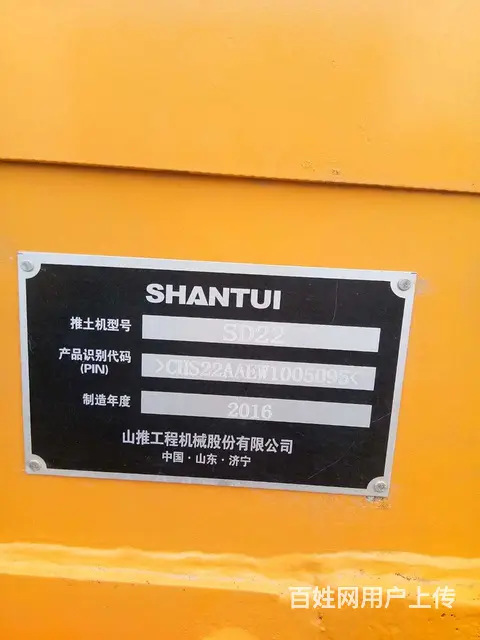 SHANTUI
推土机型号 SD22
产品识别代码 (PIN) >CHS22AAEW1005095<
制造年度 2016
山推工程机械股份有限公司
中国·山东·济宁
百姓网用户上传